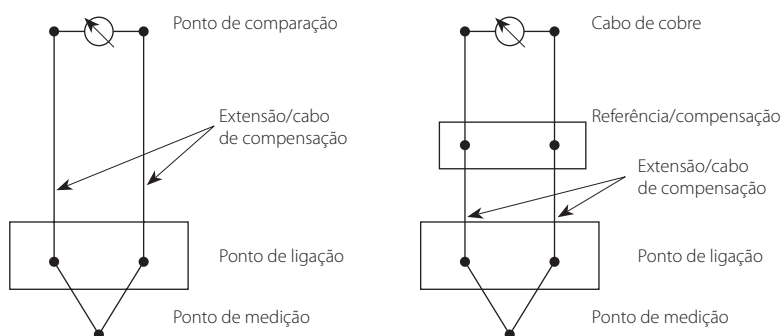 Ponto de comparação
Extensão/cabo
de compensação
Ponto de ligação
Ponto de medição
Cabo de cobre
Referência/compensação
Extensão/cabo
de compensação
Ponto de ligação
Ponto de medição